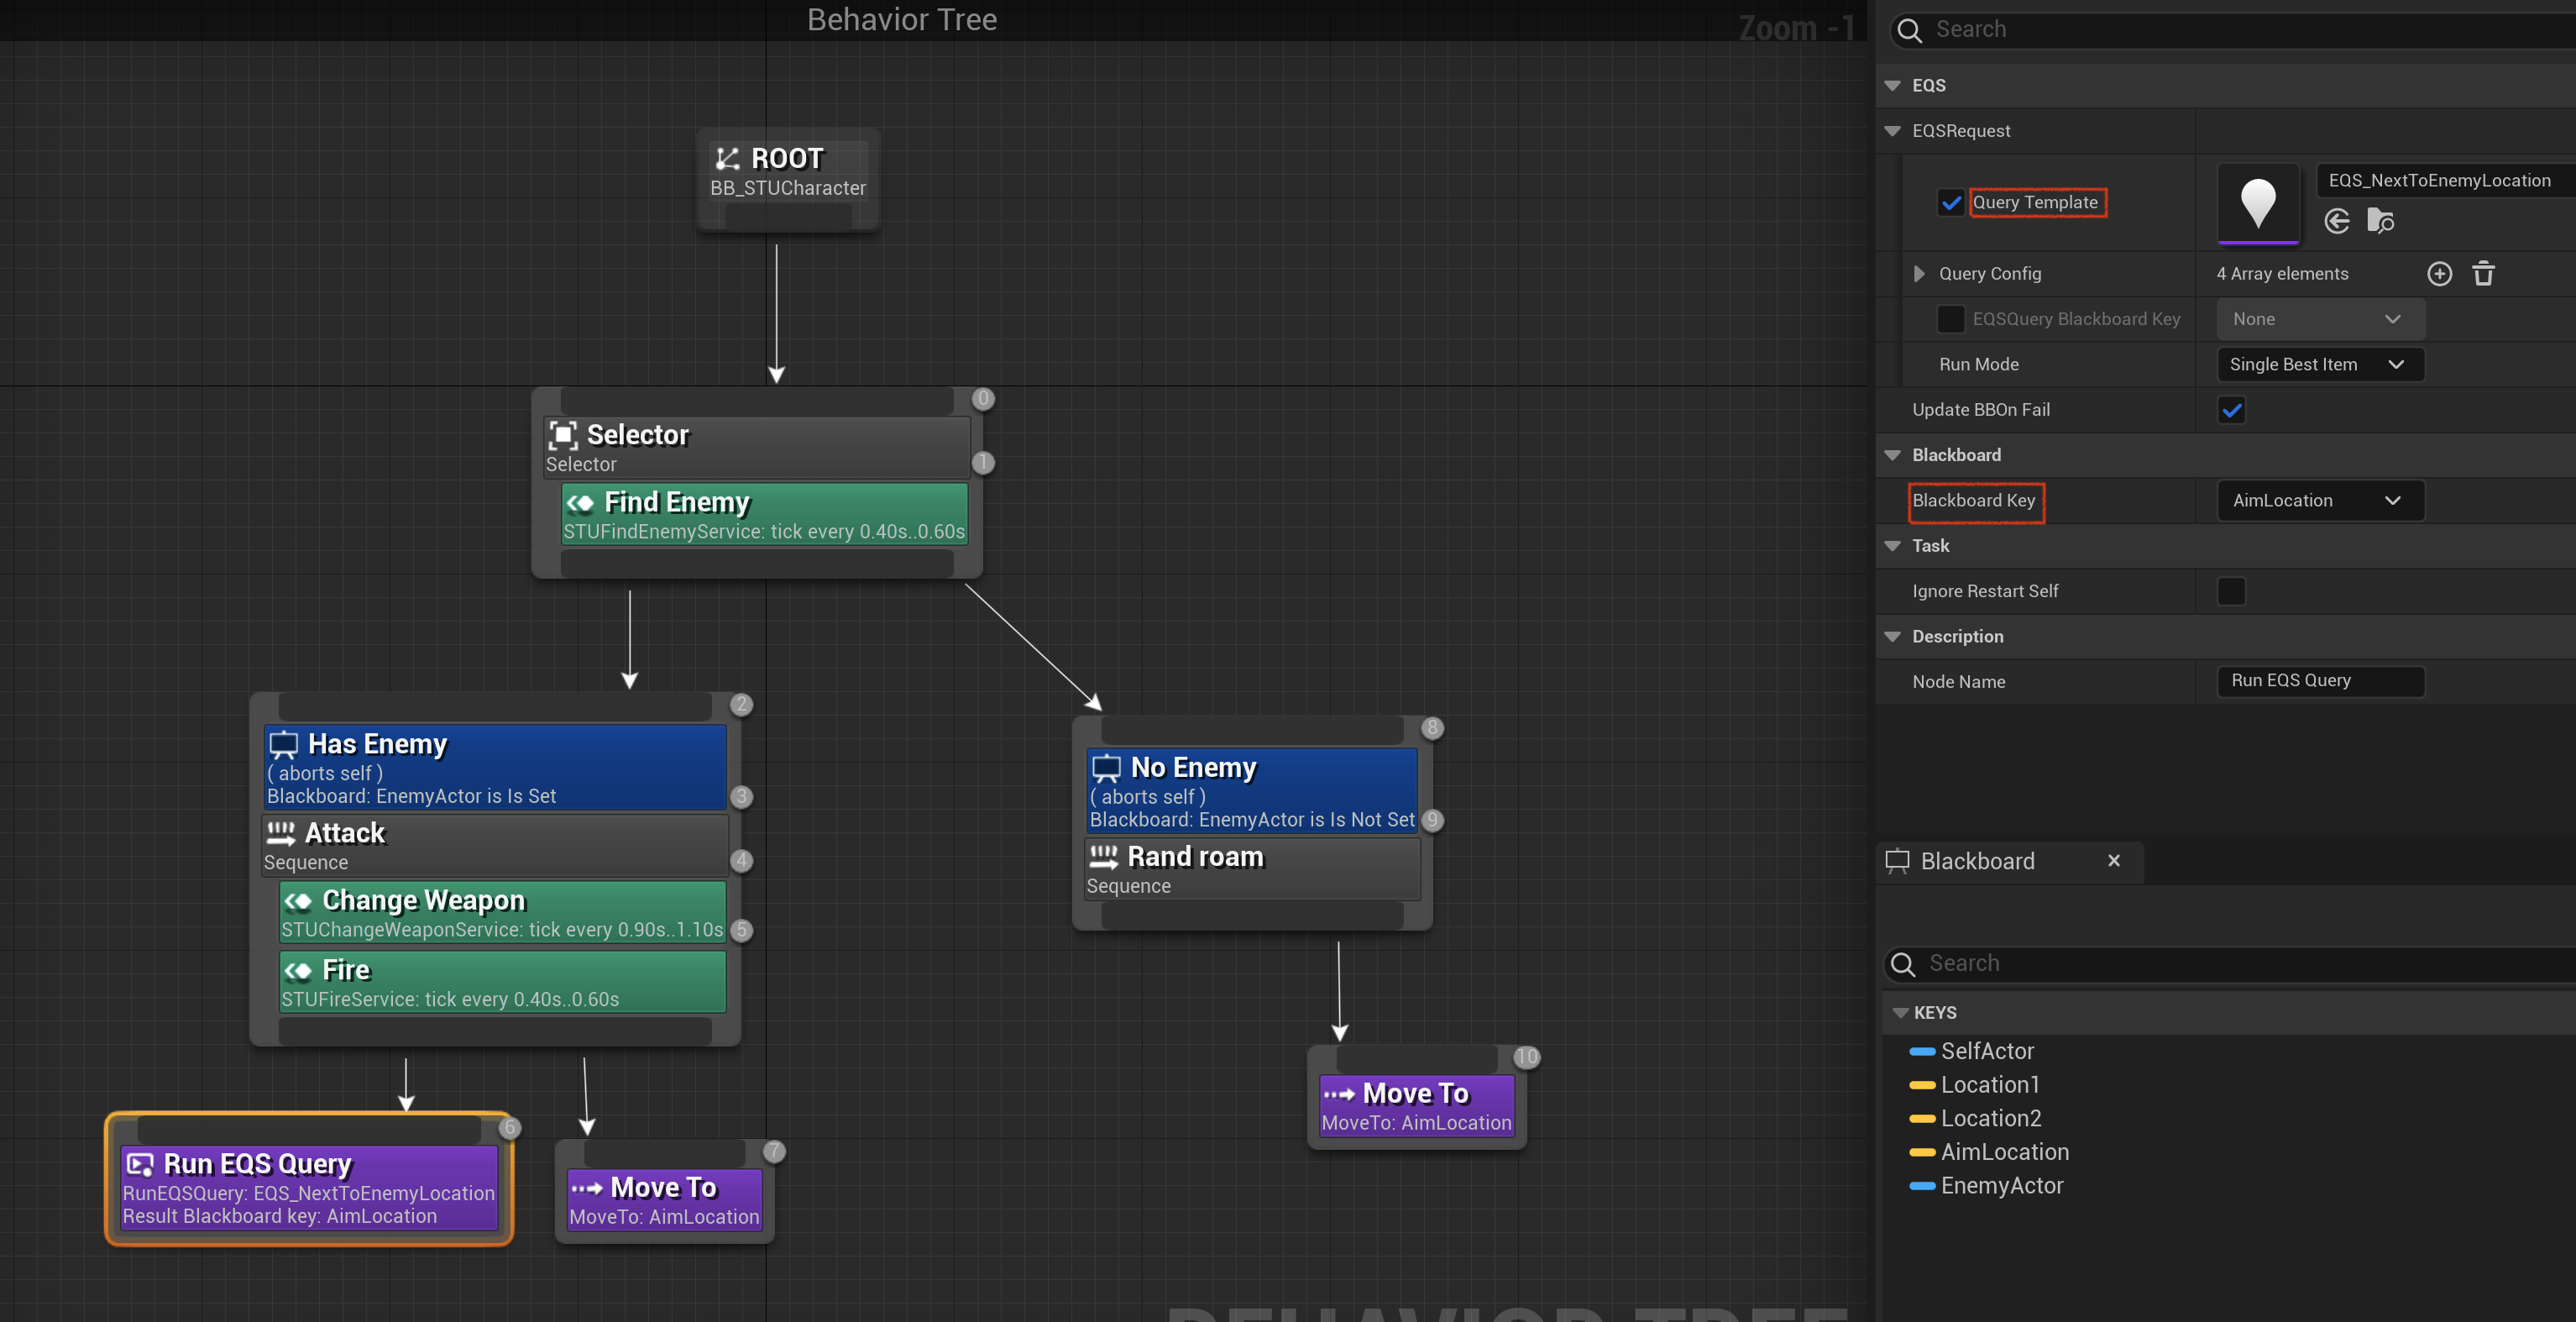 Behavior Tree
Zoom -1
ROOT
BB_STUCharacter
0
Selector
Selector
1
Find Enemy
STUFindEnemyService: tick every 0.40s..0.60s
2
Has Enemy
( aborts self )
Blackboard: EnemyActor is Is Set
3
Attack
Sequence
4
Change Weapon
STUChangeWeaponService: tick every 0.90s..1.10s
5
Fire
STUFireService: tick every 0.40s..0.60s
6
Run EQS Query
RunEQSQuery: EQS_NextToEnemyLocation
Result Blackboard key: AimLocation
7
Move To
MoveTo: AimLocation
8
No Enemy
( aborts self )
Blackboard: EnemyActor is Is Not Set
9
Rand roam
Sequence
10
Move To
MoveTo: AimLocation
BEHAVIOR TREE
Search
EQS
EQSRequest
Query Template
EQS_NextToEnemyLocation
Query Config
4 Array elements
EQSQuery Blackboard Key
None
Run Mode
Single Best Item
Update BBOn Fail
Blackboard
Blackboard Key
AimLocation
Task
Ignore Restart Self
Description
Node Name
Run EQS Query
Blackboard
Search
KEYS
SelfActor
Location1
Location2
AimLocation
EnemyActor